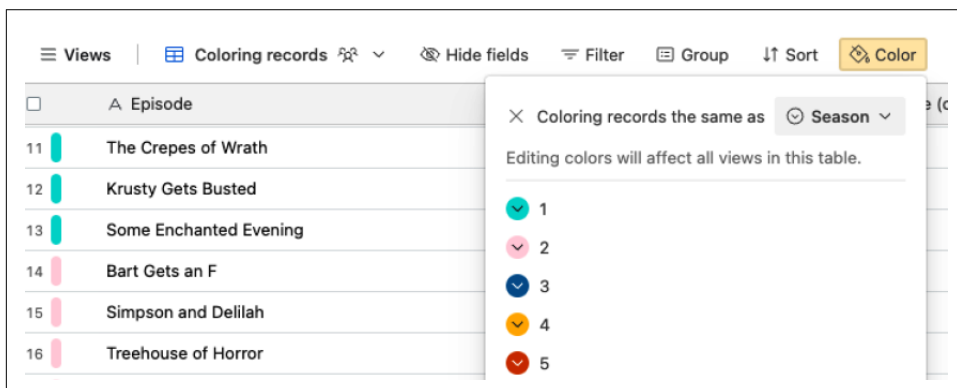 Views Coloring records Hide fields Filter Group Sort Color
A Episode
11 The Crepes of Wrath
12 Krusty Gets Busted
13 Some Enchanted Evening
14 Bart Gets an F
15 Simpson and Delilah
16 Treehouse of Horror
Coloring records the same as Season
Editing colors will affect all views in this table.
1
2
3
4
5